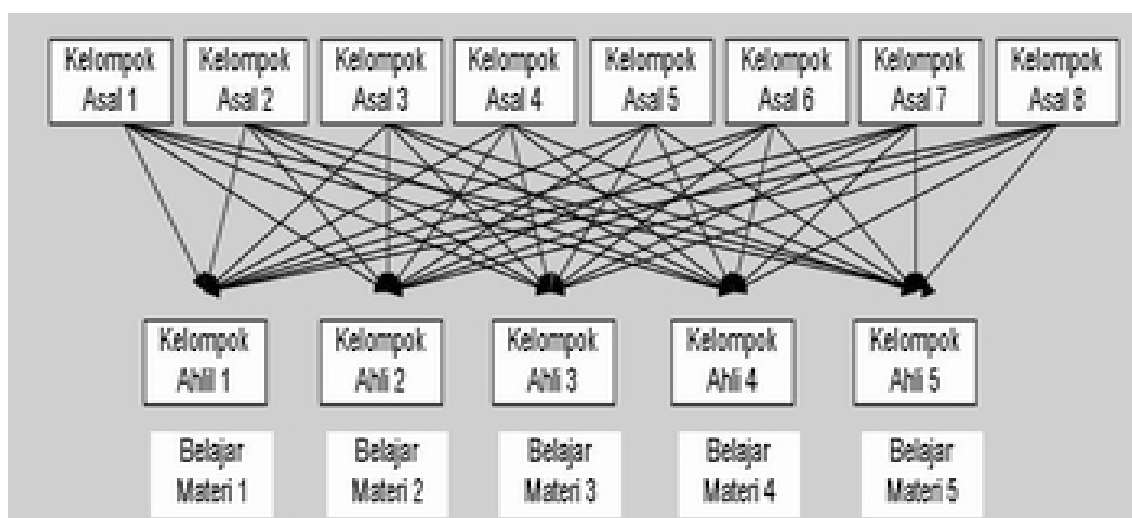 Kelompok
Asal 1
Kelompok
Asal 2
Kelompok
Asal 3
Kelompok
Asal 4
Kelompok
Asal 5
Kelompok
Asal 6
Kelompok
Asal 7
Kelompok
Asal 8
Kelompok
Ahlil 1
Kelompok
Ahli 2
Kelompok
Ahli 3
Kelompok
Ahli 4
Kelompok
Ahli 5
Belajar
Materi 1
Belajar
Materi 2
Belajar
Materi 3
Belajar
Materi 4
Belajar
Materi 5